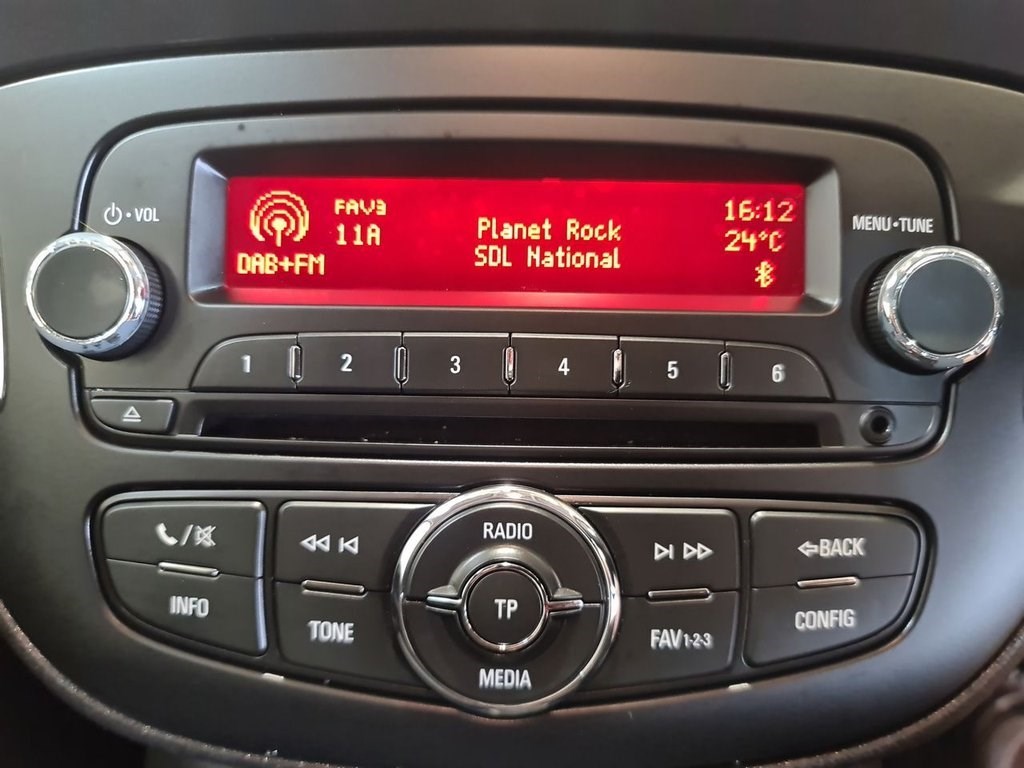 ⏻•VOL
FAV3
11A
DAB+FM
Planet Rock
SDL National
16:12
24°C
MENU•TUNE
1 2 3 4 5 6
RADIO
BACK
INFO
TONE
TP
FAV1-2-3
CONFIG
MEDIA